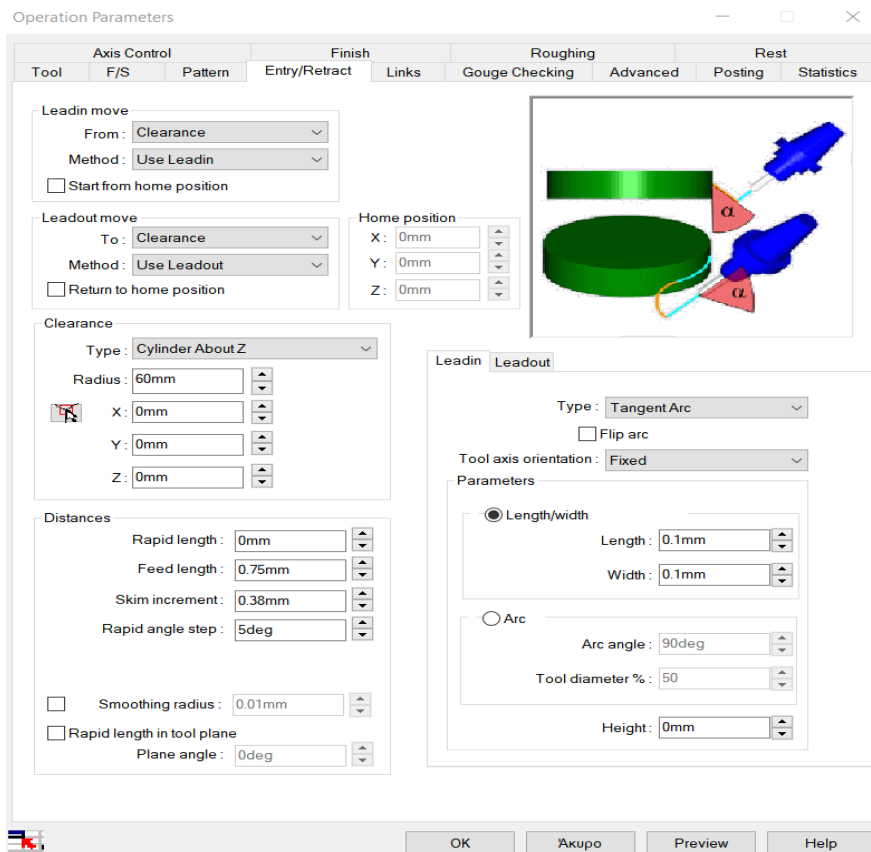 Operation Parameters
Axis Control Finish Roughing Rest
Tool F/S Pattern Entry/Retract Links Gouge Checking Advanced Posting Statistics
Leadin move
From : Clearance
Method : Use Leadin
Start from home position
Leadout move
To : Clearance
Method : Use Leadout
Return to home position
Home position
X : 0mm
Y : 0mm
Z : 0mm
α
α
Clearance
Type : Cylinder About Z
Radius : 60mm
X : 0mm
Y : 0mm
Z : 0mm
Distances
Rapid length : 0mm
Feed length : 0.75mm
Skim increment : 0.38mm
Rapid angle step : 5deg
Smoothing radius : 0.01mm
Rapid length in tool plane
Plane angle : 0deg
Leadin Leadout
Type : Tangent Arc
Flip arc
Tool axis orientation : Fixed
Parameters
Length/width
Length : 0.1mm
Width : 0.1mm
Arc
Arc angle : 90deg
Tool diameter % : 50
Height : 0mm
OK Άκυρο Preview Help